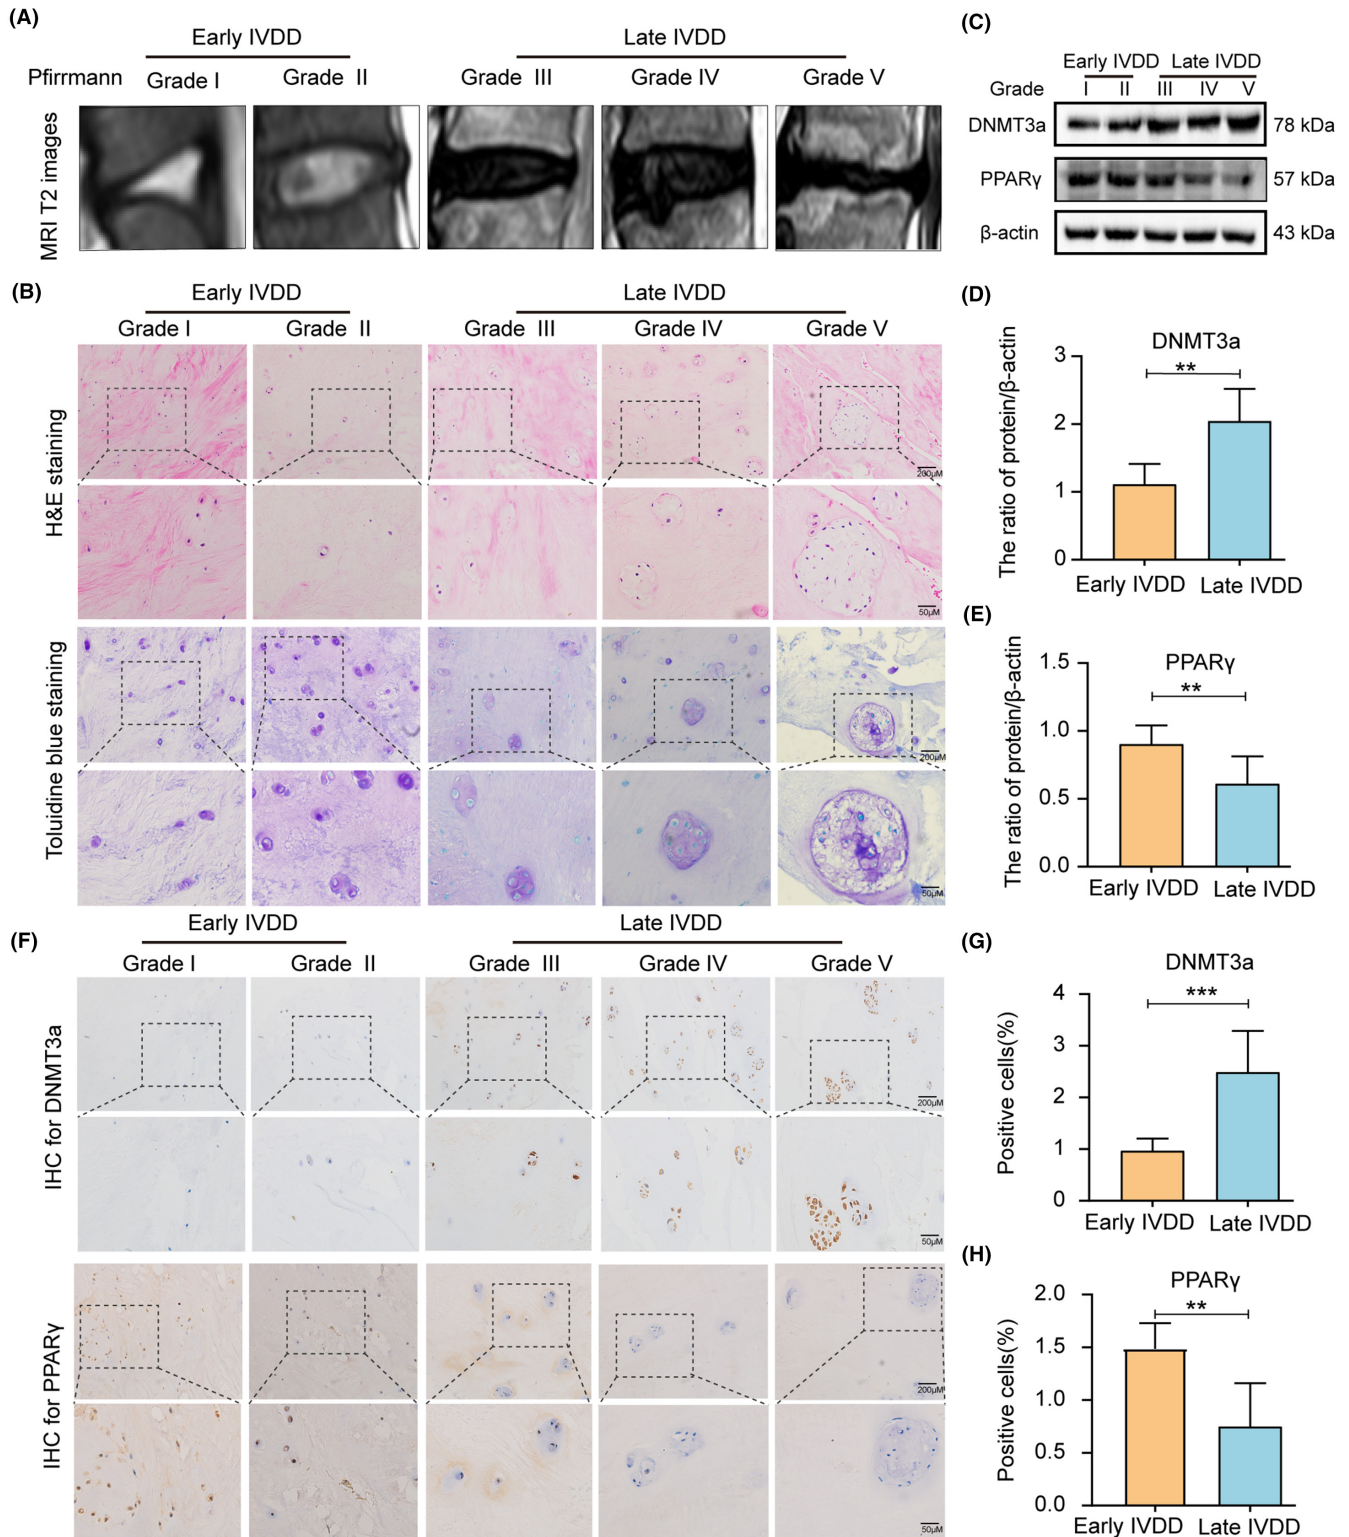 (A)
Early IVDD
Late IVDD
Pfirrmann
Grade I
Grade II
Grade III
Grade IV
Grade V
MRI T2 images
(B)
Early IVDD
Late IVDD
Grade I
Grade II
Grade III
Grade IV
Grade V
H&E staining
200μM
50μM
Toluidine blue staining
200μM
50μM
(C)
Early IVDD
Late IVDD
Grade
I
II
III
IV
V
DNMT3a
78 kDa
PPARγ
57 kDa
β-actin
43 kDa
(D)
DNMT3a
**
The ratio of protein/β-actin
3
2
1
0
Early IVDD
Late IVDD
(E)
PPARγ
**
The ratio of protein/β-actin
1.5
1.0
0.5
0.0
Early IVDD
Late IVDD
(F)
Early IVDD
Late IVDD
Grade I
Grade II
Grade III
Grade IV
Grade V
IHC for DNMT3a
200μM
50μM
IHC for PPARγ
200μM
50μM
(G)
DNMT3a
***
Positive cells(%)
4
3
2
1
0
Early IVDD
Late IVDD
(H)
PPARγ
**
Positive cells(%)
2.0
1.5
1.0
0.5
0.0
Early IVDD
Late IVDD